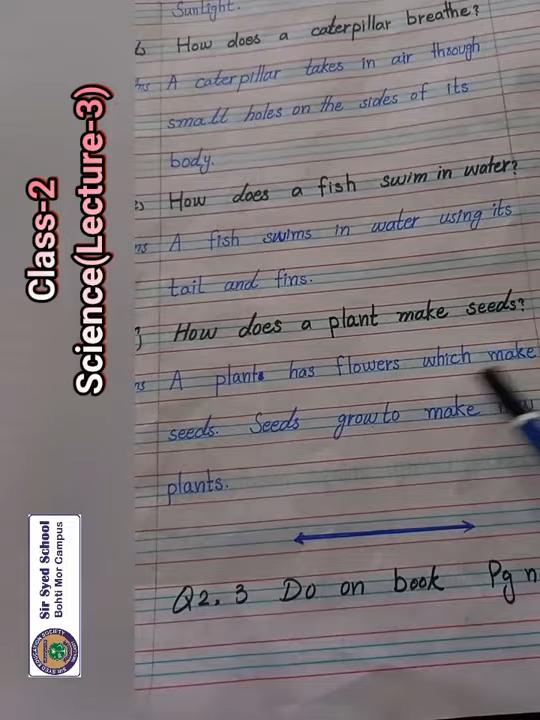 Class-2
Science(Lecture-3)
Sir Syed School
Bohti Mor Campus
Sunlight.
How does a caterpillar breathe?
A caterpillar takes in air through
small holes on the sides of its
body.
How does a fish swim in water?
A fish swims in water using its
tail and fins.
How does a plant make seeds?
A plant has flowers which make
seeds. Seeds grow to make
plants.
Q2, 3 Do on book Pg n